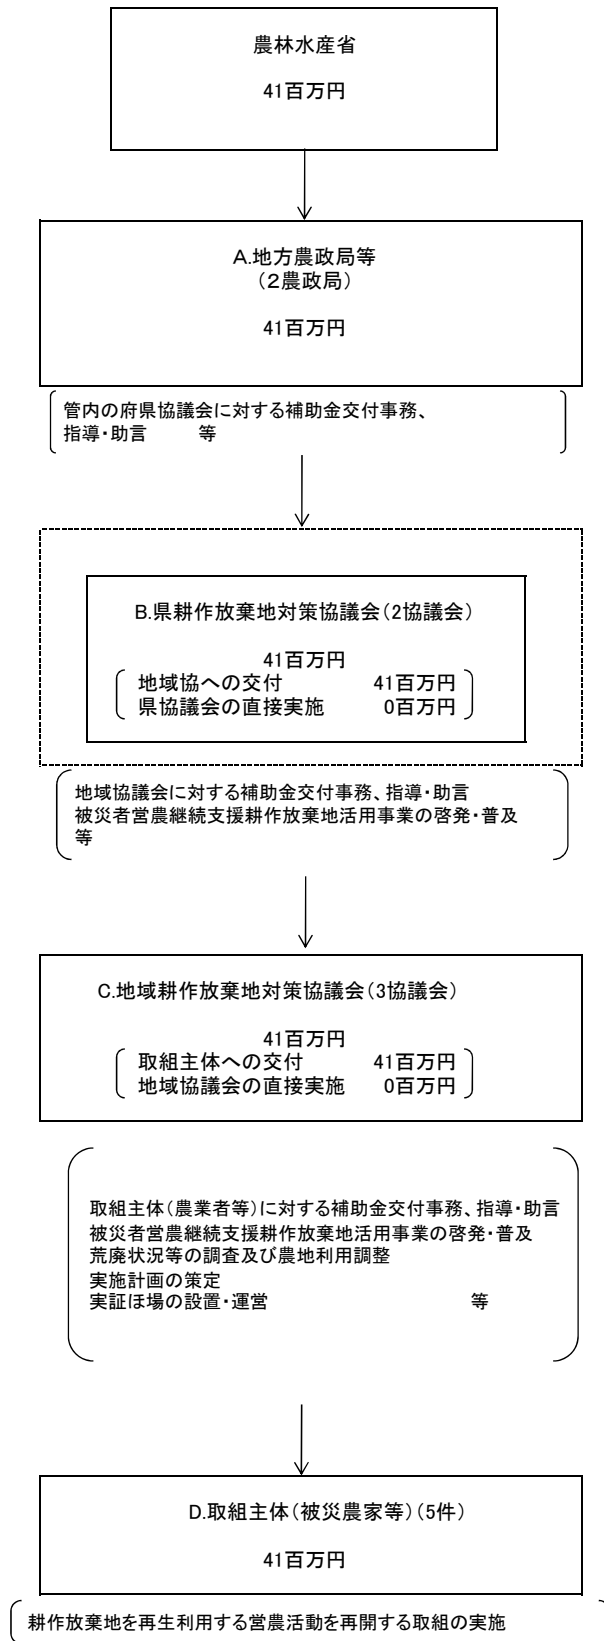 農林水産省
41百万円
A.地方農政局等
（２農政局）
41百万円
管内の府県協議会に対する補助金交付事務、
指導・助言　　　等
B.県耕作放棄地対策協議会（2協議会）
41百万円
地域協への交付　　　　　41百万円
県協議会の直接実施　　　0百万円
地域協議会に対する補助金交付事務、指導・助言
被災者営農継続支援耕作放棄地活用事業の啓発・普及
等
C.地域耕作放棄地対策協議会（3協議会）
41百万円
取組主体への交付　　　　41百万円
地域協議会の直接実施　　0百万円
取組主体（農業者等）に対する補助金交付事務、指導・助言
被災者営農継続支援耕作放棄地活用事業の啓発・普及
荒廃状況等の調査及び農地利用調整
実施計画の策定
実証ほ場の設置・運営　　　　　　　　　　　等
D.取組主体（被災農家等）（5件）
41百万円
耕作放棄地を再生利用する営農活動を再開する取組の実施